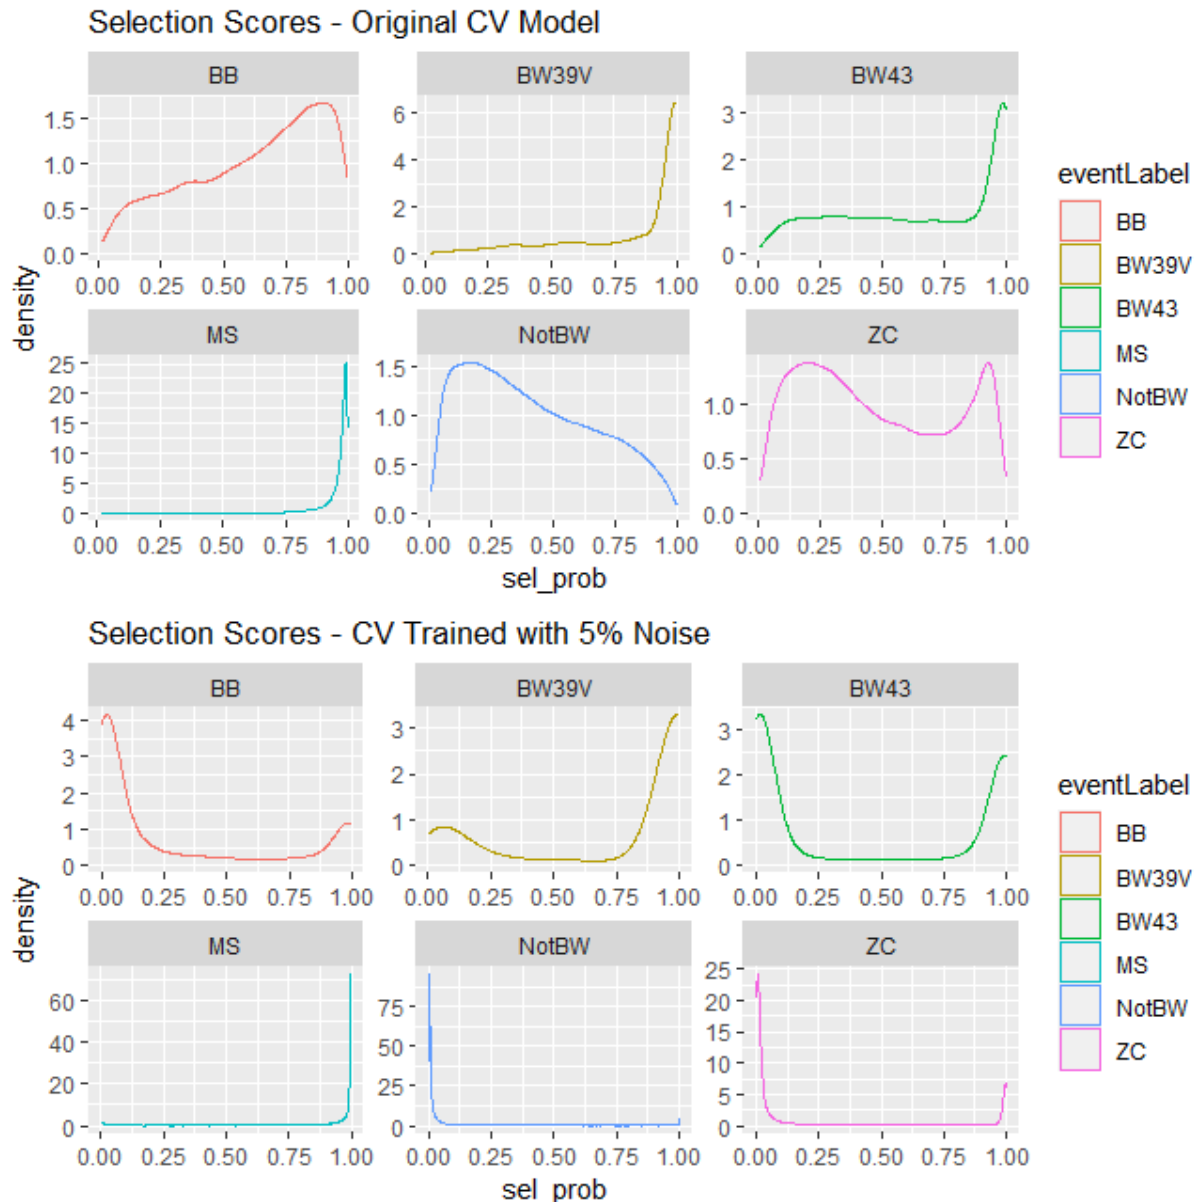 Selection Scores - Original CV Model
BB BW39V BW43
1.5 1.0 0.5 0.0
6 4 2 0
3 2 1 0
0.00 0.25 0.50 0.75 1.00 0.00 0.25 0.50 0.75 1.00 0.00 0.25 0.50 0.75 1.00
density
MS NotBW ZC
25 20 15 10 5 0
1.5 1.0 0.5 0.0
1.0 0.5 0.0
0.00 0.25 0.50 0.75 1.00 0.00 0.25 0.50 0.75 1.00 0.00 0.25 0.50 0.75 1.00
sel_prob
eventLabel
BB
BW39V
BW43
MS
NotBW
ZC
Selection Scores - CV Trained with 5% Noise
BB BW39V BW43
4 3 2 1 0
3 2 1 0
3 2 1 0
0.00 0.25 0.50 0.75 1.00 0.00 0.25 0.50 0.75 1.00 0.00 0.25 0.50 0.75 1.00
density
MS NotBW ZC
60 40 20 0
75 50 25 0
25 20 15 10 5 0
0.00 0.25 0.50 0.75 1.00 0.00 0.25 0.50 0.75 1.00 0.00 0.25 0.50 0.75 1.00
sel_prob
eventLabel
BB
BW39V
BW43
MS
NotBW
ZC